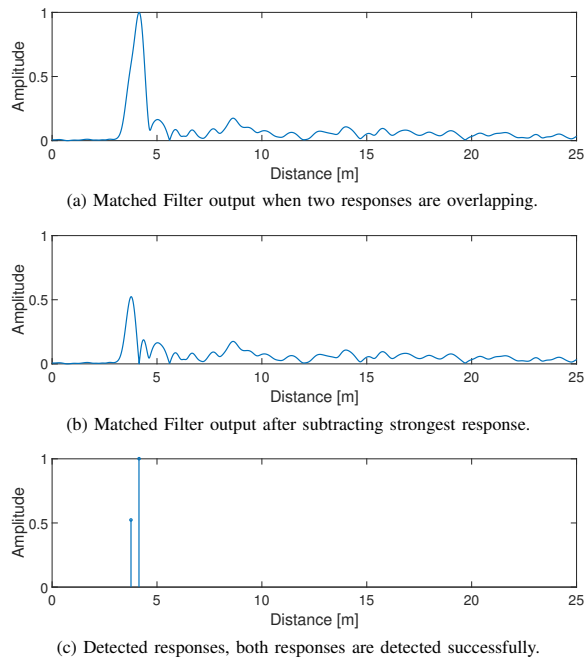 1
0.5
0
Amplitude
0 5 10 15 20 25
Distance [m]
(a) Matched Filter output when two responses are overlapping.
1
0.5
0
Amplitude
0 5 10 15 20 25
Distance [m]
(b) Matched Filter output after subtracting strongest response.
1
0.5
0
Amplitude
0 5 10 15 20 25
Distance [m]
(c) Detected responses, both responses are detected successfully.